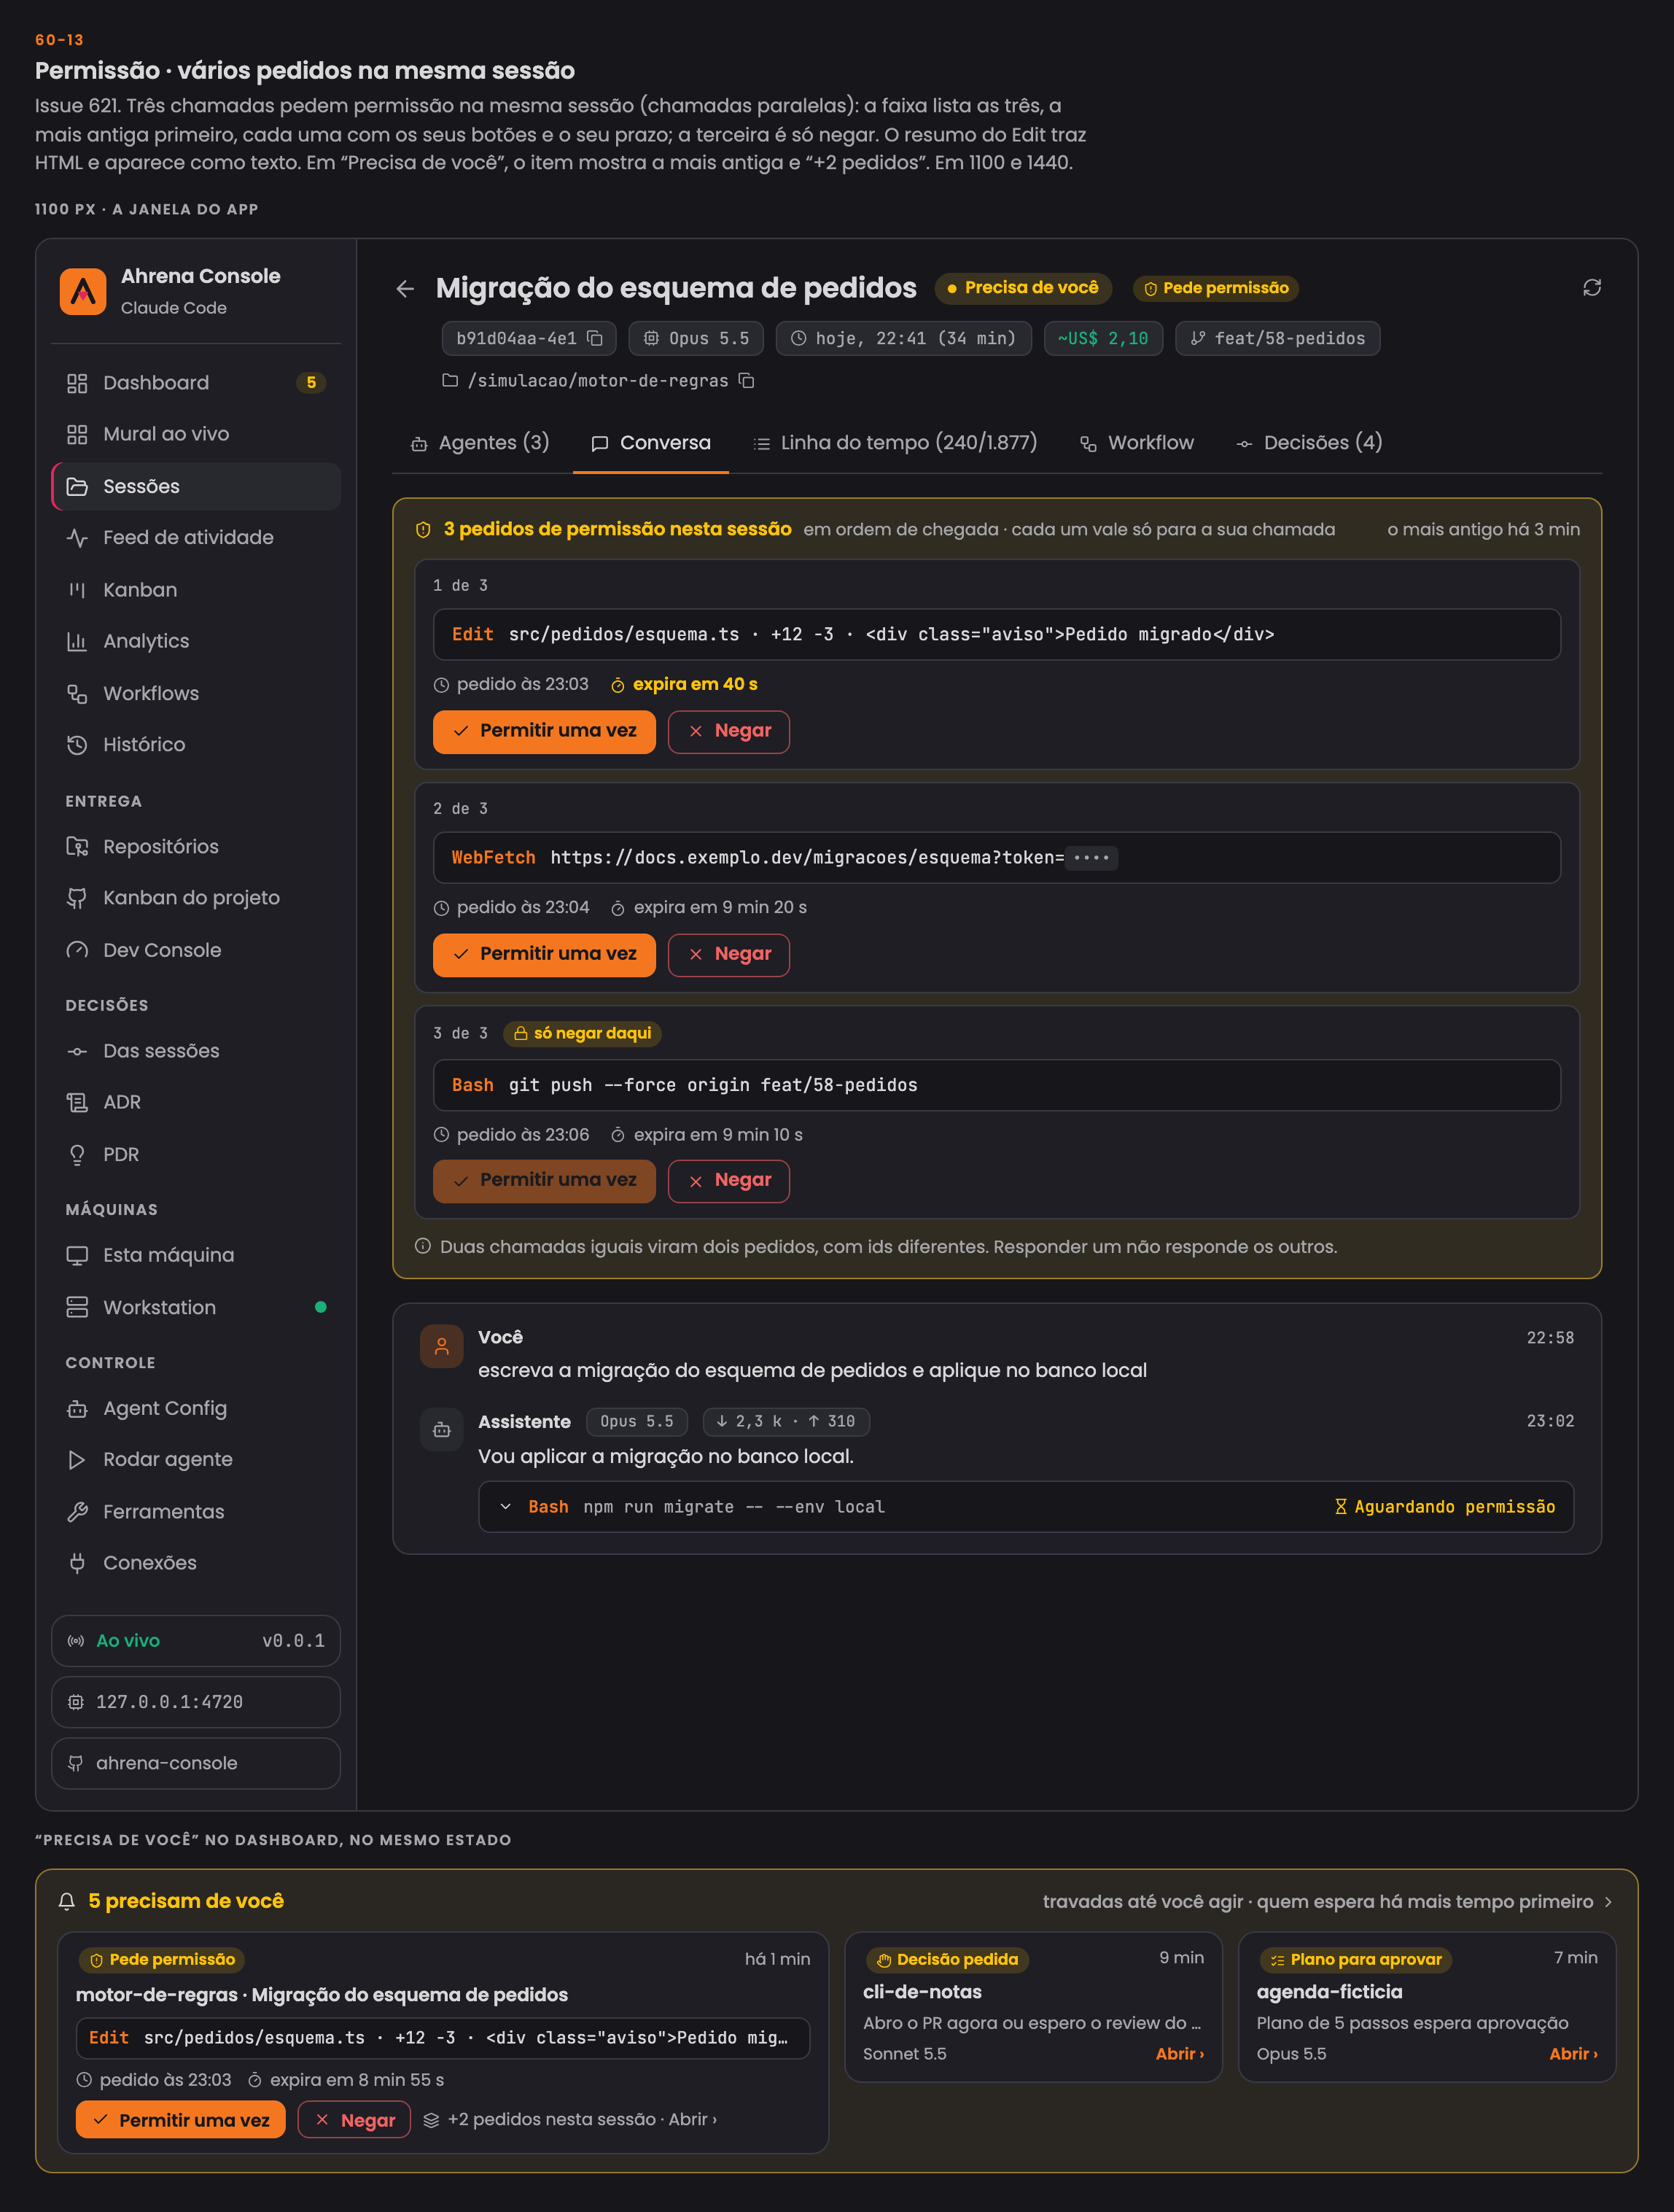 60-13
Permissão · vários pedidos na mesma sessão
Issue 621. Três chamadas pedem permissão na mesma sessão (chamadas paralelas): a faixa lista as três, a
mais antiga primeiro, cada uma com os seus botões e o seu prazo; a terceira é só negar. O resumo do Edit traz
HTML e aparece como texto. Em “Precisa de você”, o item mostra a mais antiga e “+2 pedidos”. Em 1100 e 1440.
1100 PX · A JANELA DO APP
Ahrena Console
Claude Code
Dashboard 5
Mural ao vivo
Sessões
Feed de atividade
Kanban
Analytics
Workflows
Histórico
ENTREGA
Repositórios
Kanban do projeto
Dev Console
DECISÕES
Das sessões
ADR
PDR
MÁQUINAS
Esta máquina
Workstation
CONTROLE
Agent Config
Rodar agente
Ferramentas
Conexões
Ao vivo v0.0.1
127.0.0.1:4720
ahrena-console
Migração do esquema de pedidos Precisa de você Pede permissão
b91d04aa-4e1 Opus 5.5 hoje, 22:41 (34 min) ~US$ 2,10 feat/58-pedidos
/simulacao/motor-de-regras
Agentes (3) Conversa Linha do tempo (240/1.877) Workflow Decisões (4)
3 pedidos de permissão nesta sessão em ordem de chegada · cada um vale só para a sua chamada o mais antigo há 3 min
1 de 3
Edit src/pedidos/esquema.ts · +12 -3 · <div class="aviso">Pedido migrado</div>
pedido às 23:03 expira em 40 s
Permitir uma vez Negar
2 de 3
WebFetch https://docs.exemplo.dev/migracoes/esquema?token=••••
pedido às 23:04 expira em 9 min 20 s
Permitir uma vez Negar
3 de 3 só negar daqui
Bash git push --force origin feat/58-pedidos
pedido às 23:06 expira em 9 min 10 s
Permitir uma vez Negar
Duas chamadas iguais viram dois pedidos, com ids diferentes. Responder um não responde os outros.
Você 22:58
escreva a migração do esquema de pedidos e aplique no banco local
Assistente Opus 5.5 ↓ 2,3 k · ↑ 310 23:02
Vou aplicar a migração no banco local.
Bash npm run migrate -- --env local Aguardando permissão
“PRECISA DE VOCÊ” NO DASHBOARD, NO MESMO ESTADO
5 precisam de você travadas até você agir · quem espera há mais tempo primeiro ›
Pede permissão há 1 min
motor-de-regras · Migração do esquema de pedidos
Edit src/pedidos/esquema.ts · +12 -3 · <div class="aviso">Pedido mig…
pedido às 23:03 expira em 8 min 55 s
Permitir uma vez Negar +2 pedidos nesta sessão · Abrir ›
Decisão pedida 9 min
cli-de-notas
Abro o PR agora ou espero o review do …
Sonnet 5.5 Abrir ›
Plano para aprovar 7 min
agenda-ficticia
Plano de 5 passos espera aprovação
Opus 5.5 Abrir ›